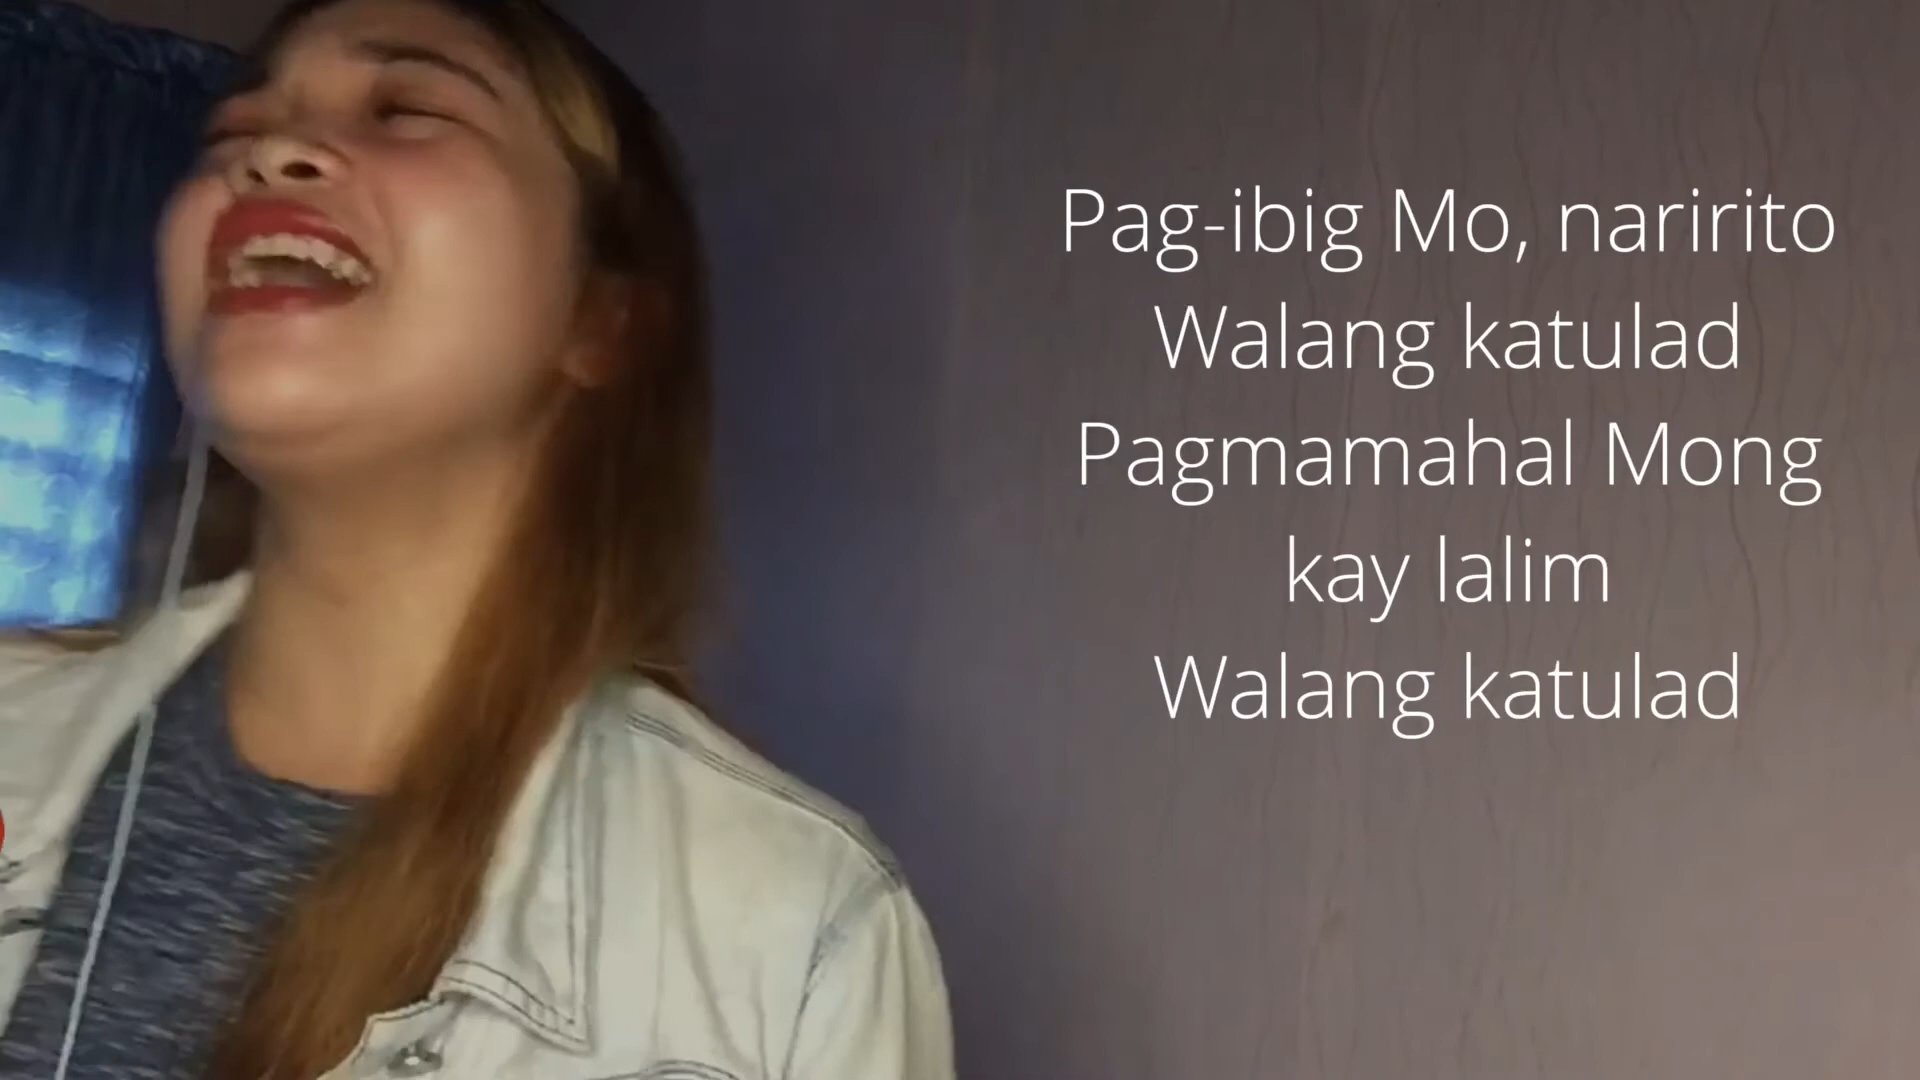 Pag-ibig Mo, naririto
Walang katulad
Pagmamahal Mong
kay lalim
Walang katulad